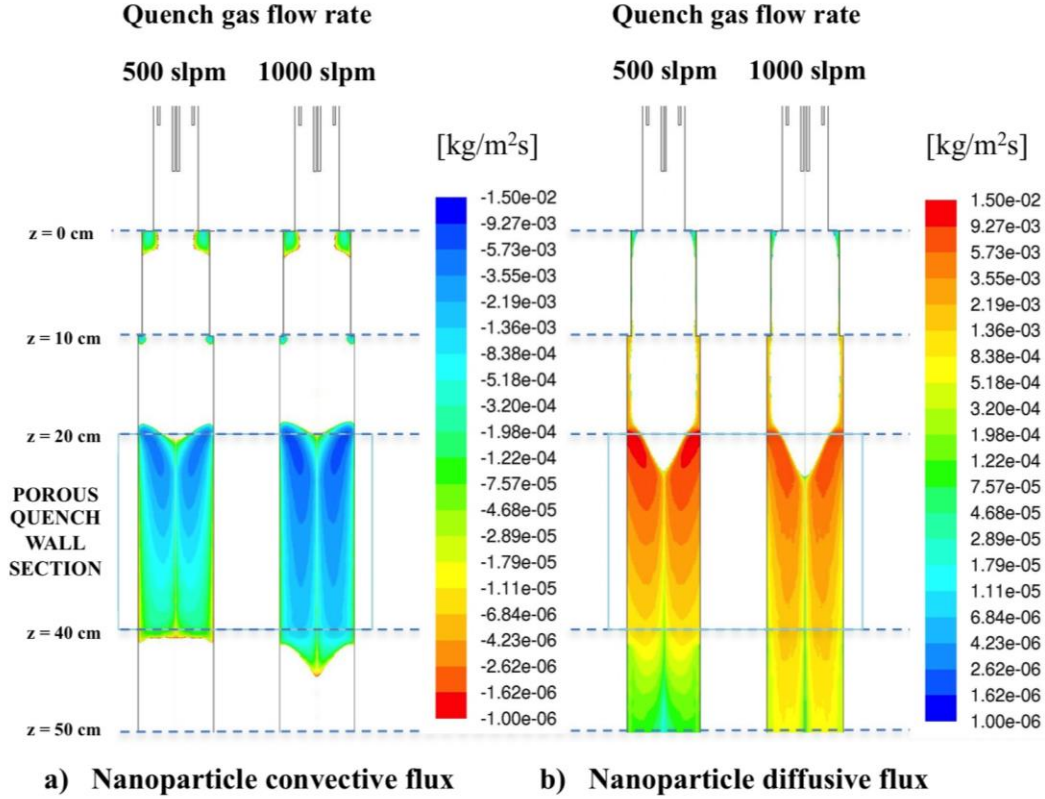 Quench gas flow rate
500 slpm 1000 slpm
Quench gas flow rate
500 slpm 1000 slpm
[kg/m²s]
-1.50e-02
-9.27e-03
-5.73e-03
-3.55e-03
-2.19e-03
-1.36e-03
-8.38e-04
-5.18e-04
-3.20e-04
-1.98e-04
-1.22e-04
-7.57e-05
-4.68e-05
-2.89e-05
-1.79e-05
-1.11e-05
-6.84e-06
-4.23e-06
-2.62e-06
-1.62e-06
-1.00e-06
[kg/m²s]
1.50e-02
9.27e-03
5.73e-03
3.55e-03
2.19e-03
1.36e-03
8.38e-04
5.18e-04
3.20e-04
1.98e-04
1.22e-04
7.57e-05
4.68e-05
2.89e-05
1.79e-05
1.11e-05
6.84e-06
4.23e-06
2.62e-06
1.62e-06
1.00e-06
z = 0 cm
z = 10 cm
z = 20 cm
POROUS
QUENCH
WALL
SECTION
z = 40 cm
z = 50 cm
a) Nanoparticle convective flux
b) Nanoparticle diffusive flux